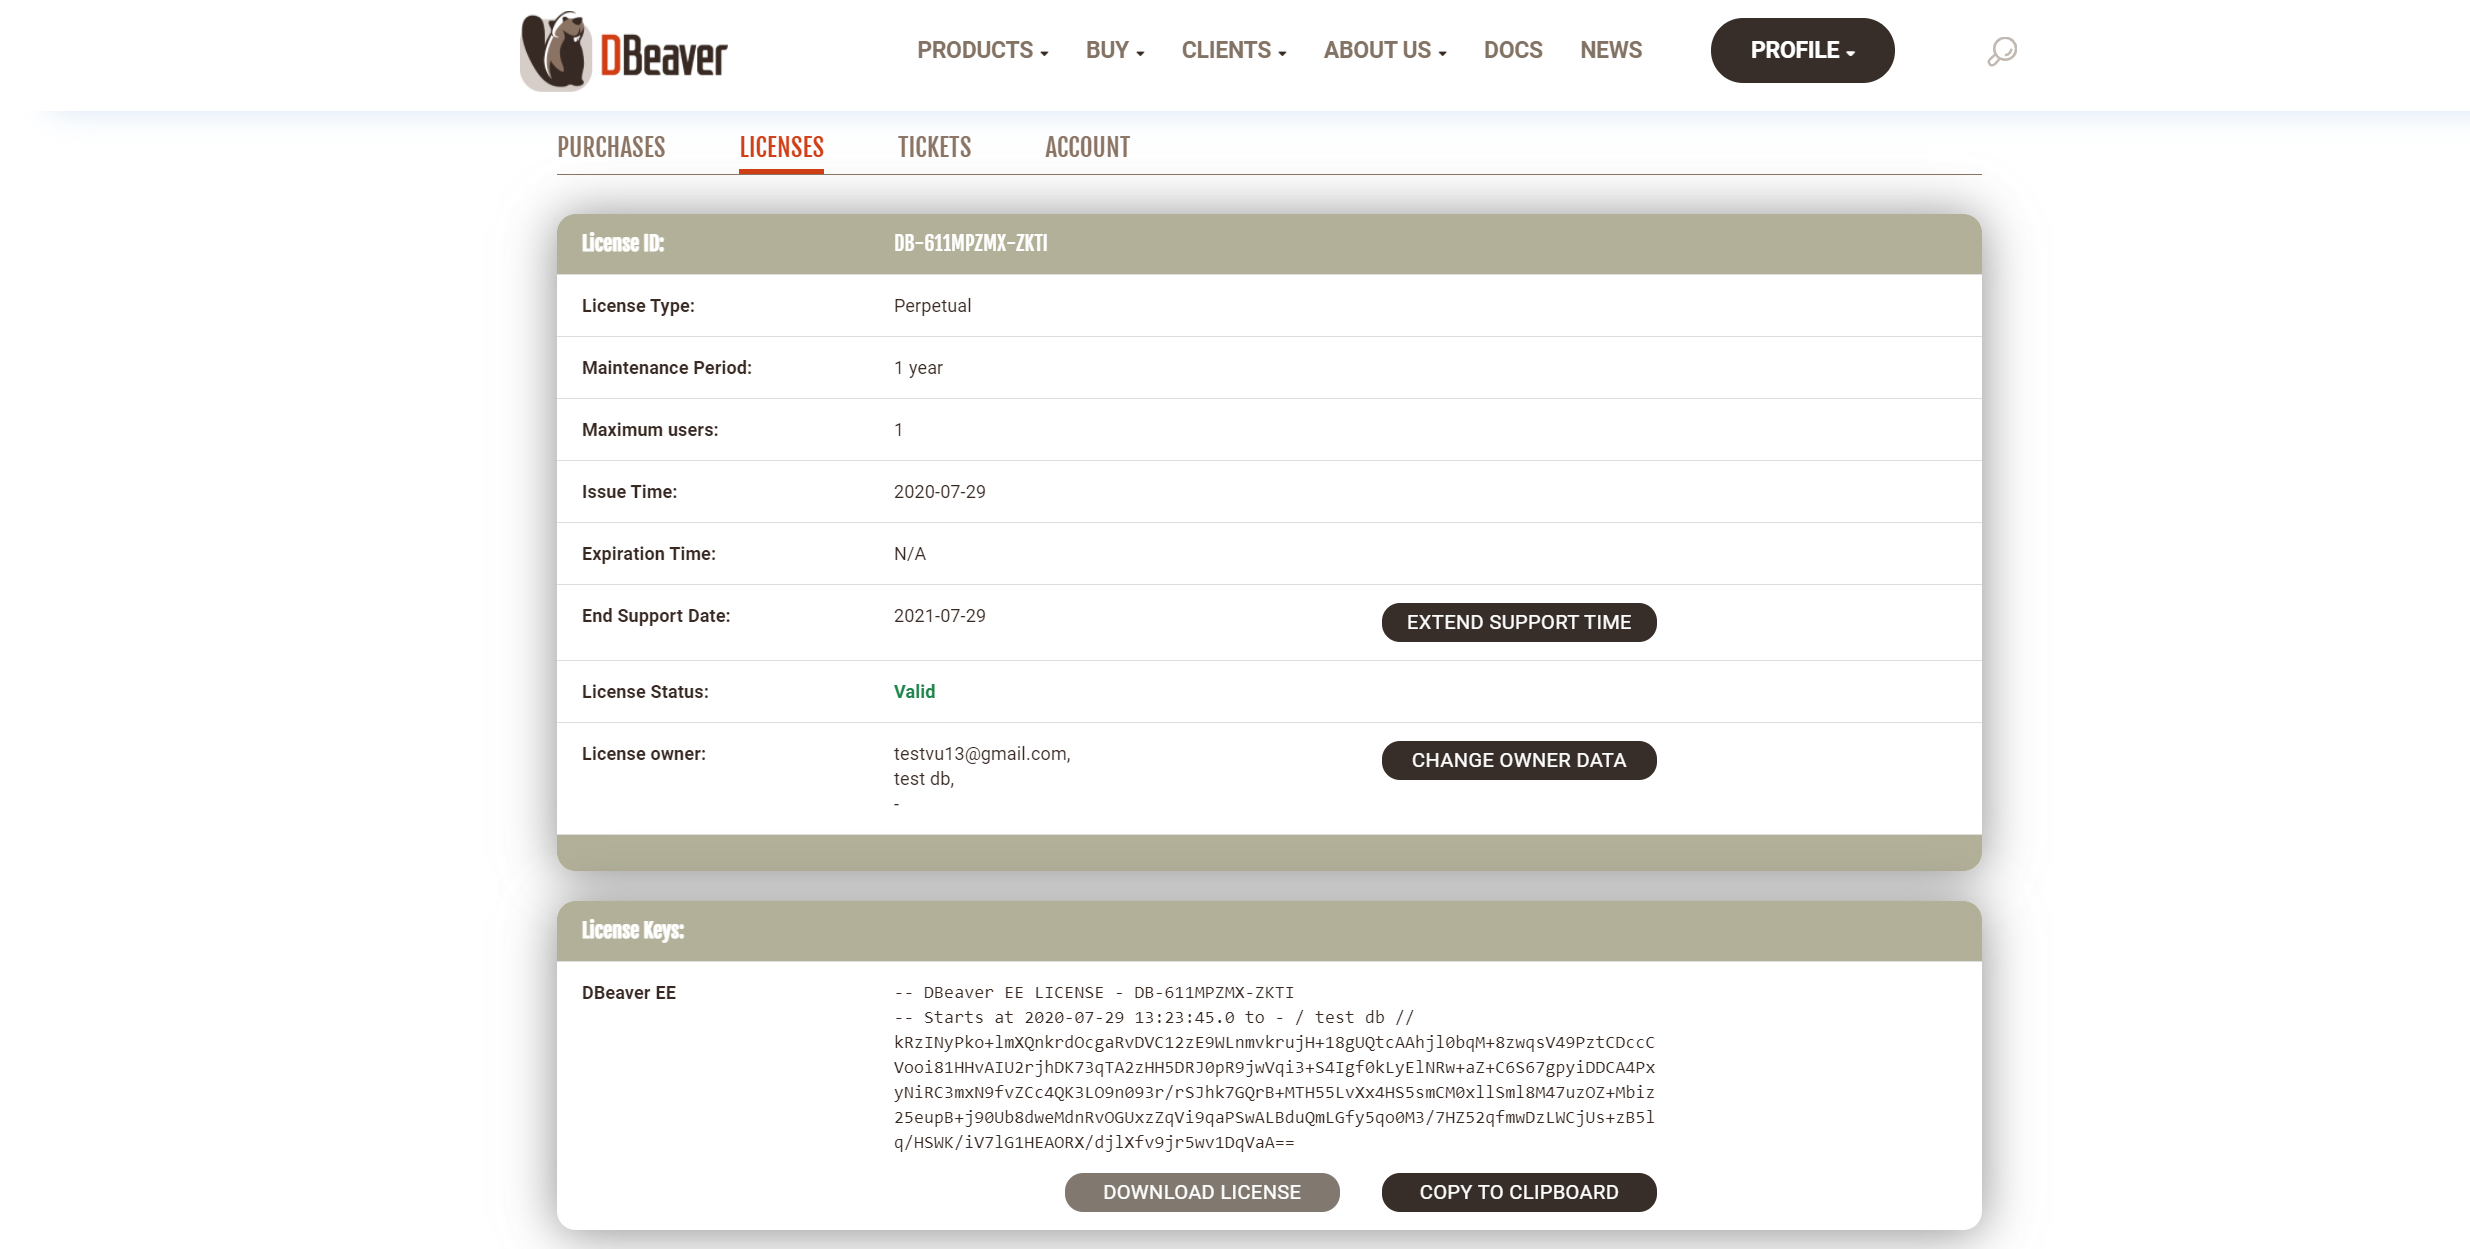 DBeaver
PRODUCTS
BUY
CLIENTS
ABOUT US
DOCS
NEWS
PROFILE
PURCHASES
LICENSES
TICKETS
ACCOUNT
License ID: DB-611MPZMX-ZKTI
License Type: Perpetual
Maintenance Period: 1 year
Maximum users: 1
Issue Time: 2020-07-29
Expiration Time: N/A
End Support Date: 2021-07-29
EXTEND SUPPORT TIME
License Status: Valid
License owner: testvu13@gmail.com,
test db,
-
CHANGE OWNER DATA
License Keys:
DBeaver EE
-- DBeaver EE LICENSE - DB-611MPZMX-ZKTI
-- Starts at 2020-07-29 13:23:45.0 to - / test db //
kRzINyPko+lmXQnkrdOcgaRvDVC12zE9WLnmvkrujH+18gUQtcAAhjl0bqM+8zwqsV49PztCDccC
Vooi81HHvAIU2rjhDK73qTA2zHH5DRJ0pR9jwVqi3+S4Igf0kLyElNRw+aZ+C6S67gpyiDDCA4Px
yNiRC3mxN9fvZCc4QK3LO9n093r/rSJhk7GQrB+MTH55LvXx4HS5smCM0xllSml8M47uzOZ+Mbiz
25eupB+j90Ub8dweMdnRvOGUxzZqVi9qaPSwALBduQmLGfy5qo0M3/7HZ52qfmwDzLWCjUs+zB5l
q/HSWK/iV7lG1HEAORX/djlXfv9jr5wv1DqVaA==
DOWNLOAD LICENSE
COPY TO CLIPBOARD